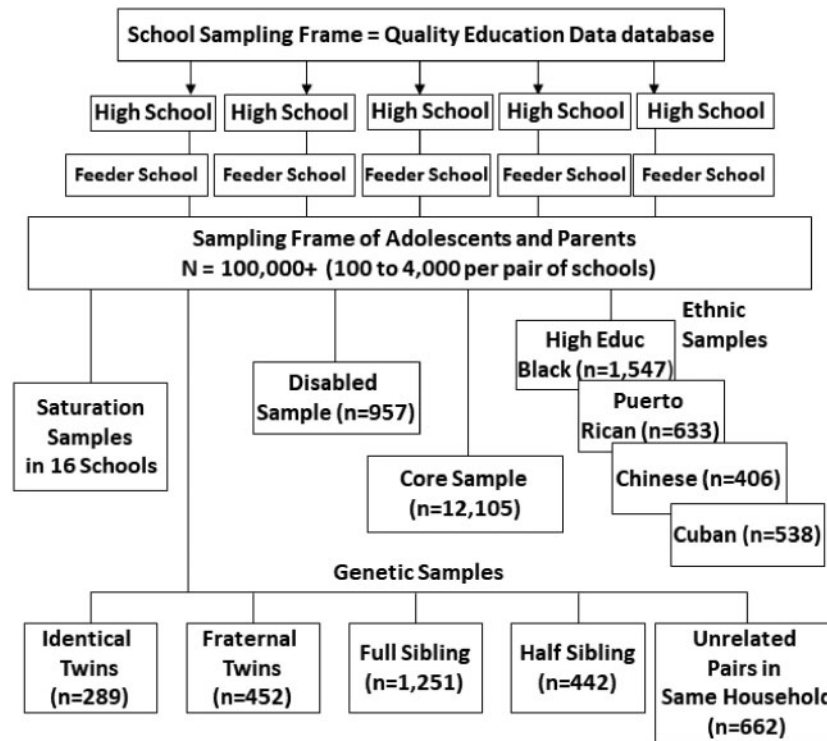 School Sampling Frame = Quality Education Data database
High School
High School
High School
High School
High School
Feeder School
Feeder School
Feeder School
Feeder School
Feeder School
Sampling Frame of Adolescents and Parents
N = 100,000+ (100 to 4,000 per pair of schools)
Saturation
Samples
in 16 Schools
Disabled
Sample (n=957)
Core Sample
(n=12,105)
Ethnic
Samples
High Educ
Black (n=1,547)
Puerto
Rican (n=633)
Chinese (n=406)
Cuban (n=538)
Genetic Samples
Identical
Twins
(n=289)
Fraternal
Twins
(n=452)
Full Sibling
(n=1,251)
Half Sibling
(n=442)
Unrelated
Pairs in
Same Household
(n=662)